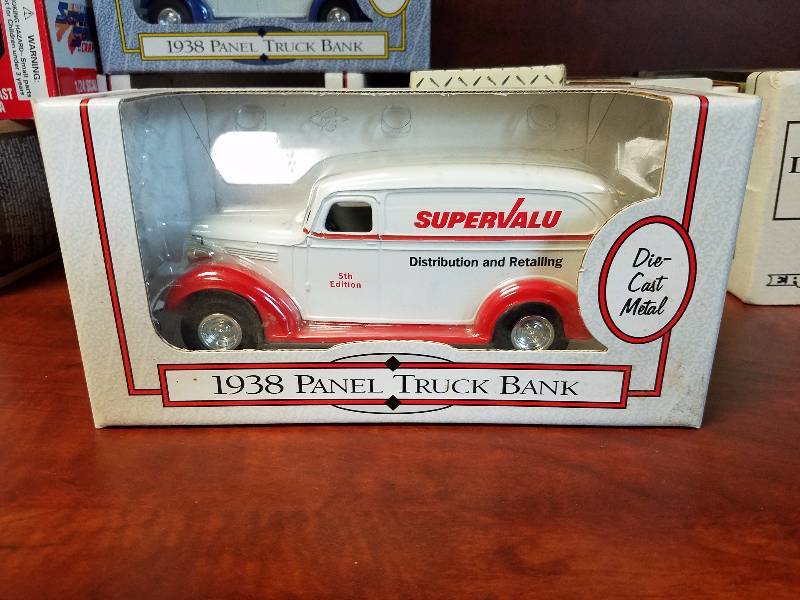 WARNING:
1938 PANEL TRUCK BANK
SUPERVALU
Distribution and Retailing
5th
Edition
Die-
Cast
Metal
1938 PANEL TRUCK BANK